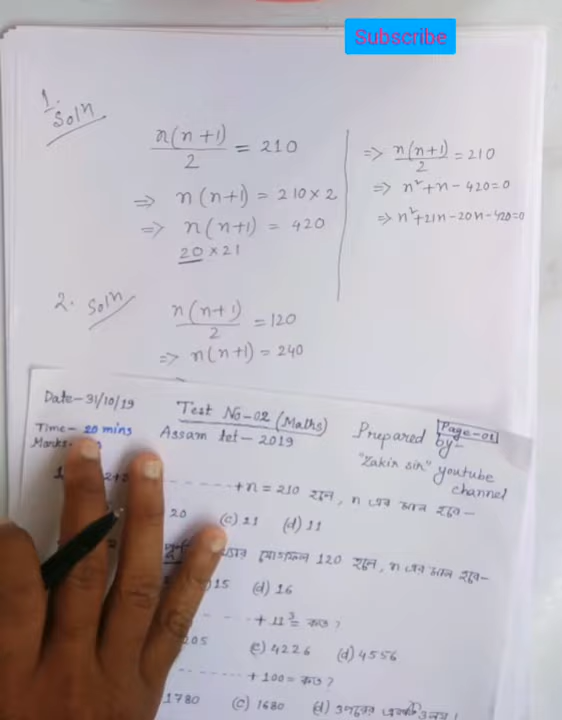 Subscribe
1. Soln
n(n+1)/2 = 210
⇒ n(n+1) = 210×2
⇒ n(n+1) = 420
20 × 21
⇒ n(n+1)/2 = 210
⇒ n²+n-420=0
⇒ n²+21n-20n-420=0
2. Soln
n(n+1)/2 = 120
⇒ n(n+1) = 240
Date-31/10/19
Test No-02 (Maths)
Page-01
Time- 20 mins
Assam tet-2019
Prepared by-
"Zakir sir" youtube channel
+n = 210 হলে, n এর মান হবে-
20 (c) 21 (d) 11
যোগফল 120 হলে, n এর মান হবে-
15 (d) 16
+ 11³ = কত?
205 (c) 4226 (d) 4556
+100 = কত?
1780 (c) 1680 (d)